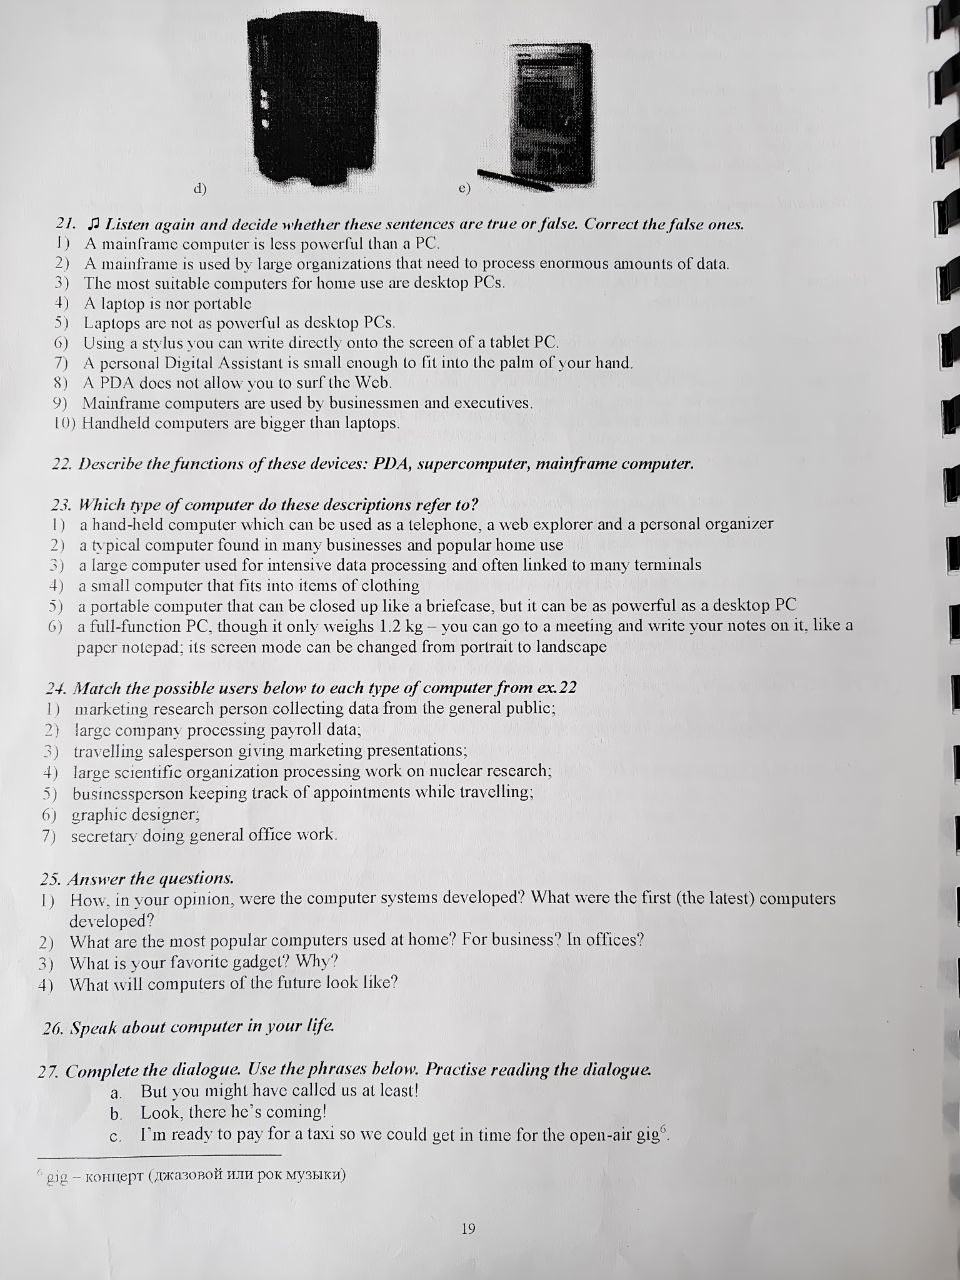 d)
e)
21. ♫ Listen again and decide whether these sentences are true or false. Correct the false ones.
1) A mainframe computer is less powerful than a PC.
2) A mainframe is used by large organizations that need to process enormous amounts of data.
3) The most suitable computers for home use are desktop PCs.
4) A laptop is nor portable
5) Laptops are not as powerful as desktop PCs.
6) Using a stylus you can write directly onto the screen of a tablet PC.
7) A personal Digital Assistant is small enough to fit into the palm of your hand.
8) A PDA does not allow you to surf the Web.
9) Mainframe computers are used by businessmen and executives.
10) Handheld computers are bigger than laptops.
22. Describe the functions of these devices: PDA, supercomputer, mainframe computer.
23. Which type of computer do these descriptions refer to?
1) a hand-held computer which can be used as a telephone, a web explorer and a personal organizer
2) a typical computer found in many businesses and popular home use
3) a large computer used for intensive data processing and often linked to many terminals
4) a small computer that fits into items of clothing
5) a portable computer that can be closed up like a briefcase, but it can be as powerful as a desktop PC
6) a full-function PC, though it only weighs 1.2 kg – you can go to a meeting and write your notes on it, like a
paper notepad; its screen mode can be changed from portrait to landscape
24. Match the possible users below to each type of computer from ex.22
1) marketing research person collecting data from the general public;
2) large company processing payroll data;
3) travelling salesperson giving marketing presentations;
4) large scientific organization processing work on nuclear research;
5) businessperson keeping track of appointments while travelling;
6) graphic designer;
7) secretary doing general office work.
25. Answer the questions.
1) How, in your opinion, were the computer systems developed? What were the first (the latest) computers
developed?
2) What are the most popular computers used at home? For business? In offices?
3) What is your favorite gadget? Why?
4) What will computers of the future look like?
26. Speak about computer in your life.
27. Complete the dialogue. Use the phrases below. Practise reading the dialogue.
a. But you might have called us at least!
b. Look, there he's coming!
c. I'm ready to pay for a taxi so we could get in time for the open-air gig⁶.
⁶ gig – концерт (джазовой или рок музыки)
19